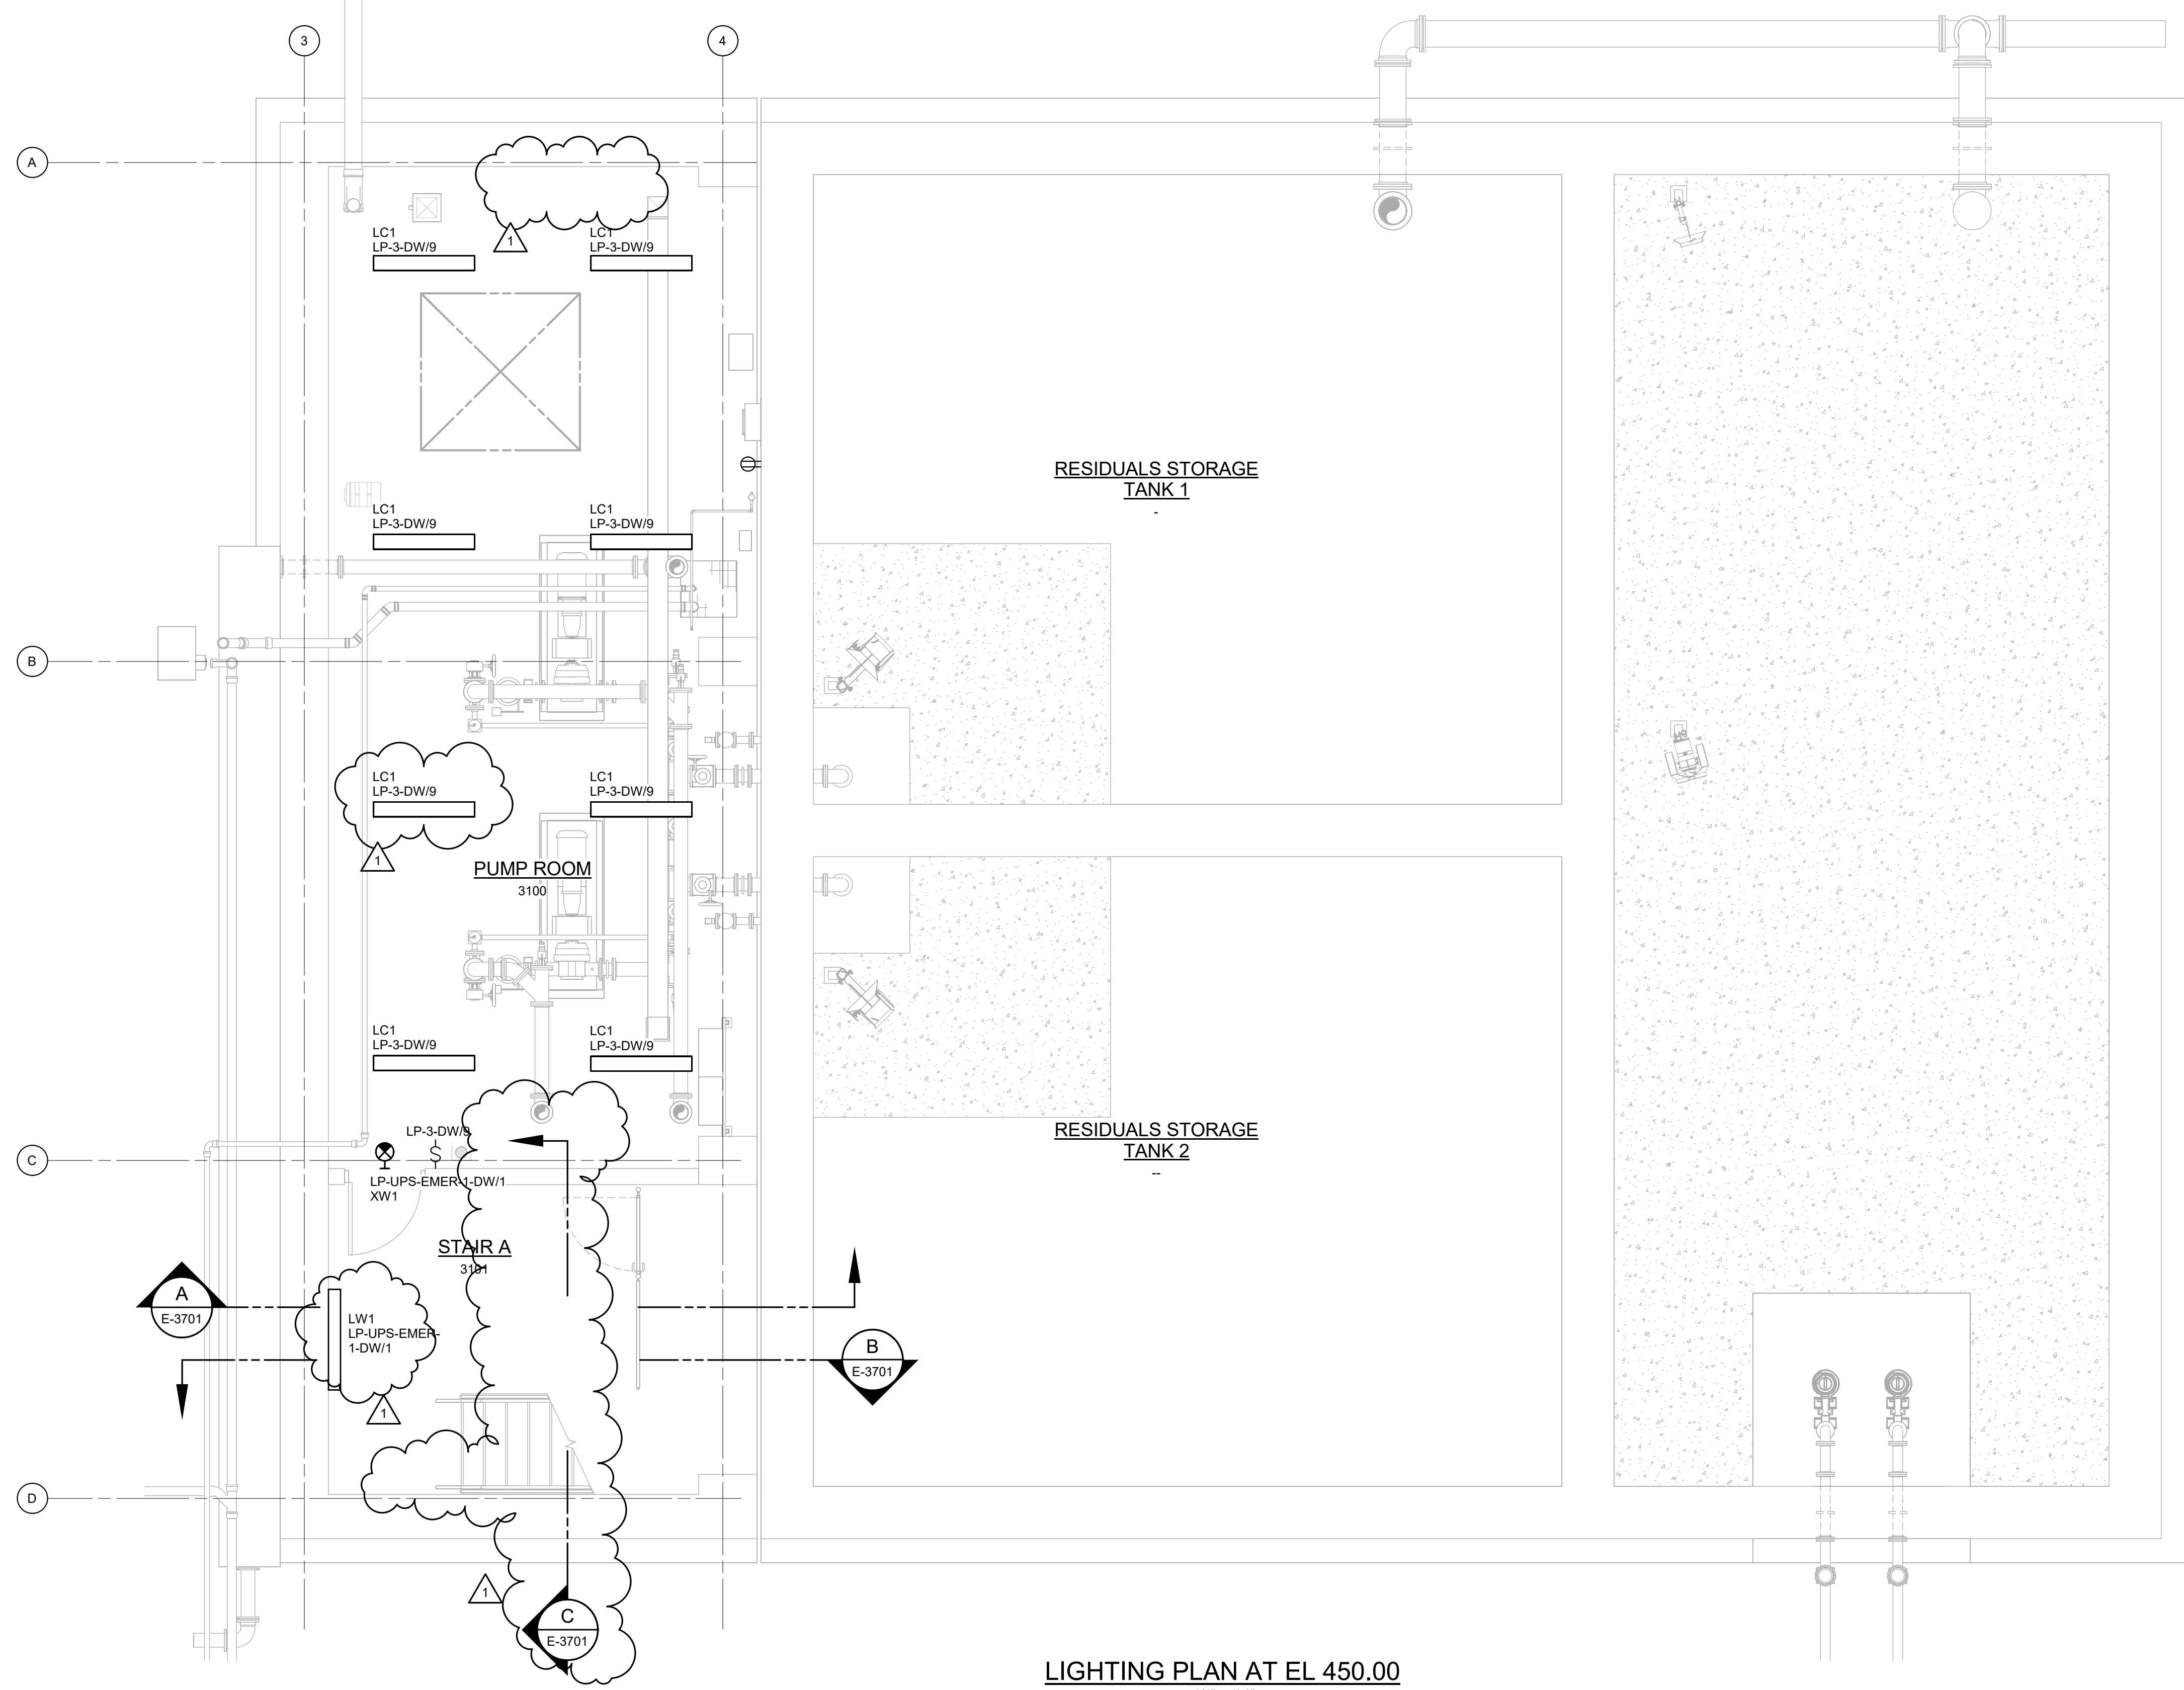 3
4
A
1
LC1
LP-3-DW/9
LC1
LP-3-DW/9
RESIDUALS STORAGE
TANK 1
-
LC1
LP-3-DW/9
LC1
LP-3-DW/9
B
LC1
LP-3-DW/9
LC1
LP-3-DW/9
1
PUMP ROOM
3100
LC1
LP-3-DW/9
LC1
LP-3-DW/9
RESIDUALS STORAGE
TANK 2
--
LP-3-DW/9
S
C
LP-UPS-EMER-1-DW/1
XW1
STAIR A
3101
A
E-3701
LW1
LP-UPS-EMER-
1-DW/1
B
E-3701
1
D
1
C
E-3701
LIGHTING PLAN AT EL 450.00